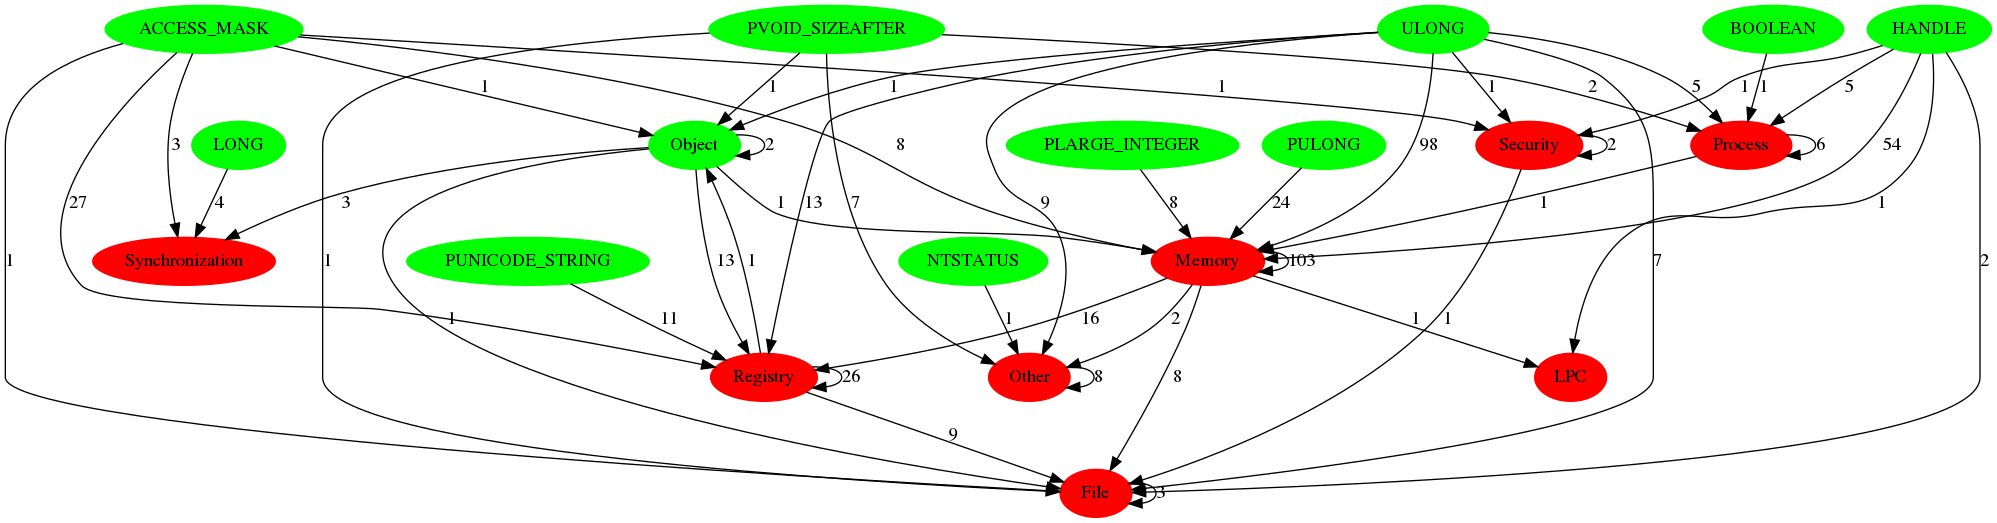 ACCESS_MASK
PVOID_SIZEAFTER
ULONG
BOOLEAN
HANDLE
1
1
1
1
1
1
2
5
1
5
LONG
Object
PLARGE_INTEGER
PULONG
Security
Process
3
2
8
98
2
6
54
27
4
3
1
13
7
9
8
24
1
1
Synchronization
PUNICODE_STRING
NTSTATUS
Memory
1
1
13
1
103
7
2
1
11
16
1
2
1
1
Registry
Other
LPC
26
8
8
9
File
3